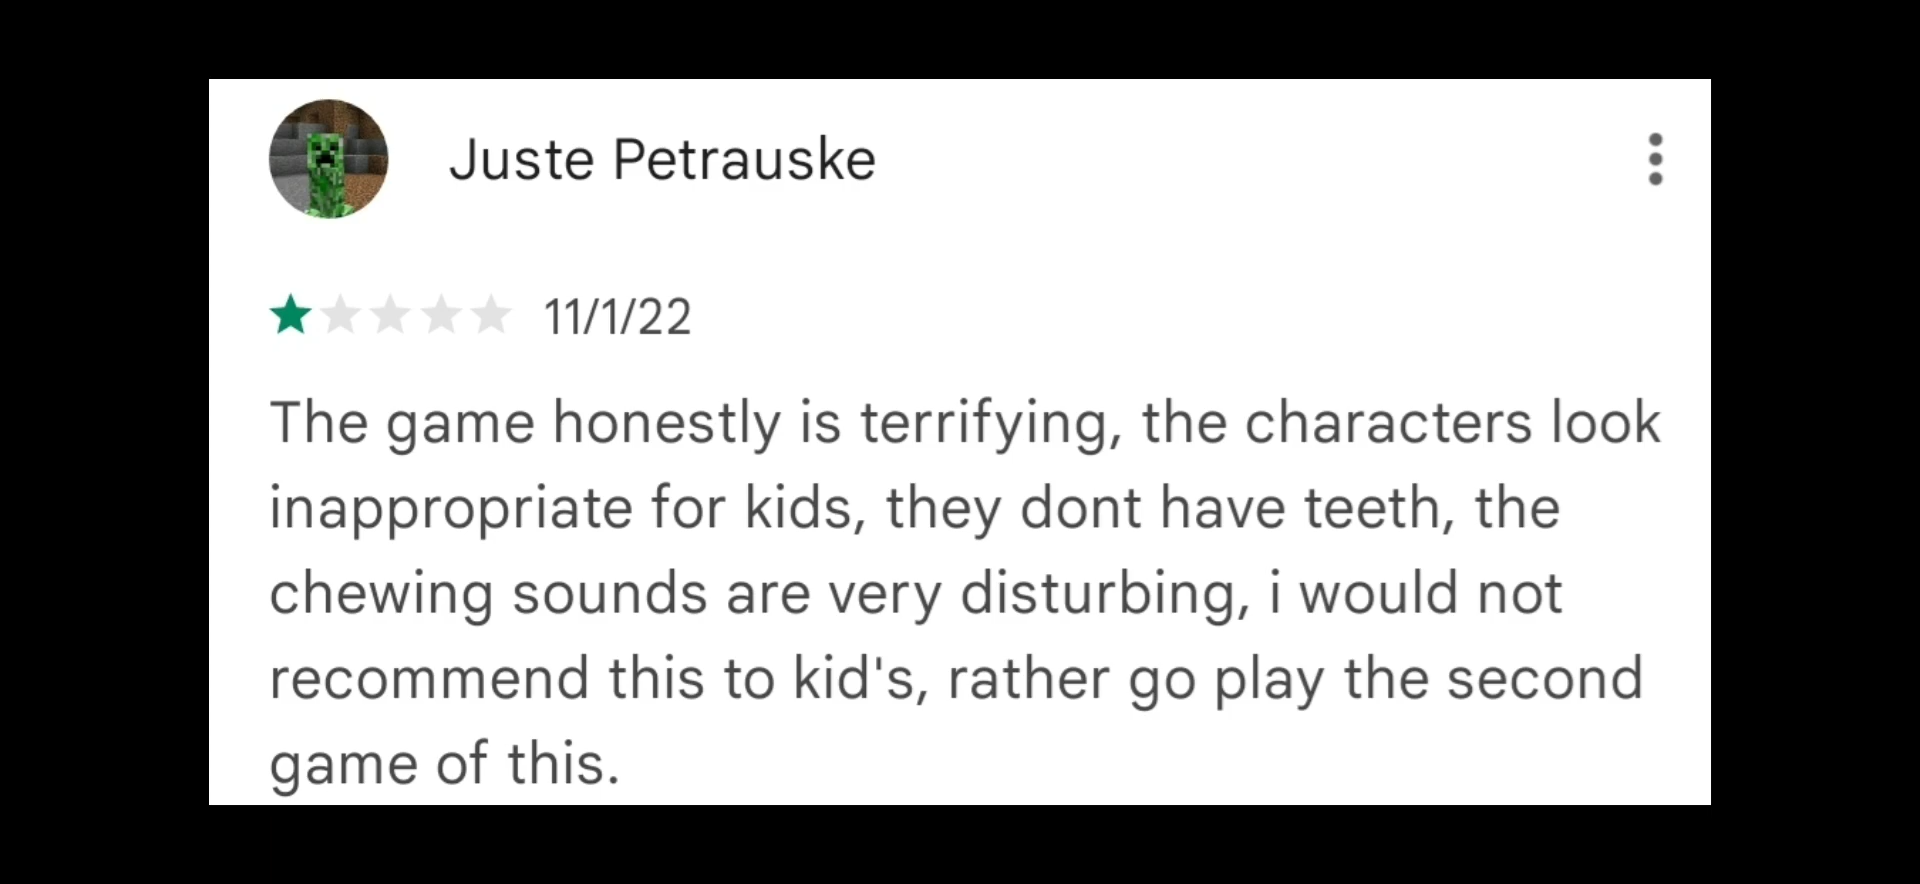 Juste Petrauske
11/1/22
The game honestly is terrifying, the characters look
inappropriate for kids, they dont have teeth, the
chewing sounds are very disturbing, i would not
recommend this to kid's, rather go play the second
game of this.